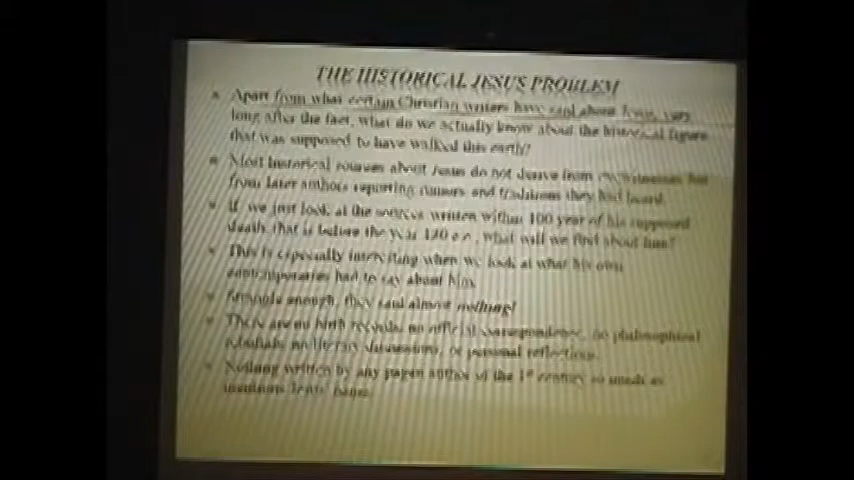 THE HISTORICAL JESUS PROBLEM
Apart from what certain Christian writers have said about Jesus, very
long after the fact, what do we actually know about the historical figure
that was supposed to have walked this earth?
Most historical sources about Jesus do not derive from eyewitnesses but
from later authors reporting rumors and traditions they had heard.
If we just look at the sources written within 100 year of his supposed
death, that is before the year 130 c.e., what will we find about him?
This is especially interesting when we look at what his own
contemporaries had to say about him.
Strangely enough, they said almost nothing!
There are no birth records, no official correspondence, no philosophical
rebuttals, no literary discussions, or personal reflections.
Nothing written by any pagan author of the 1st century so much as
mentions Jesus' name.